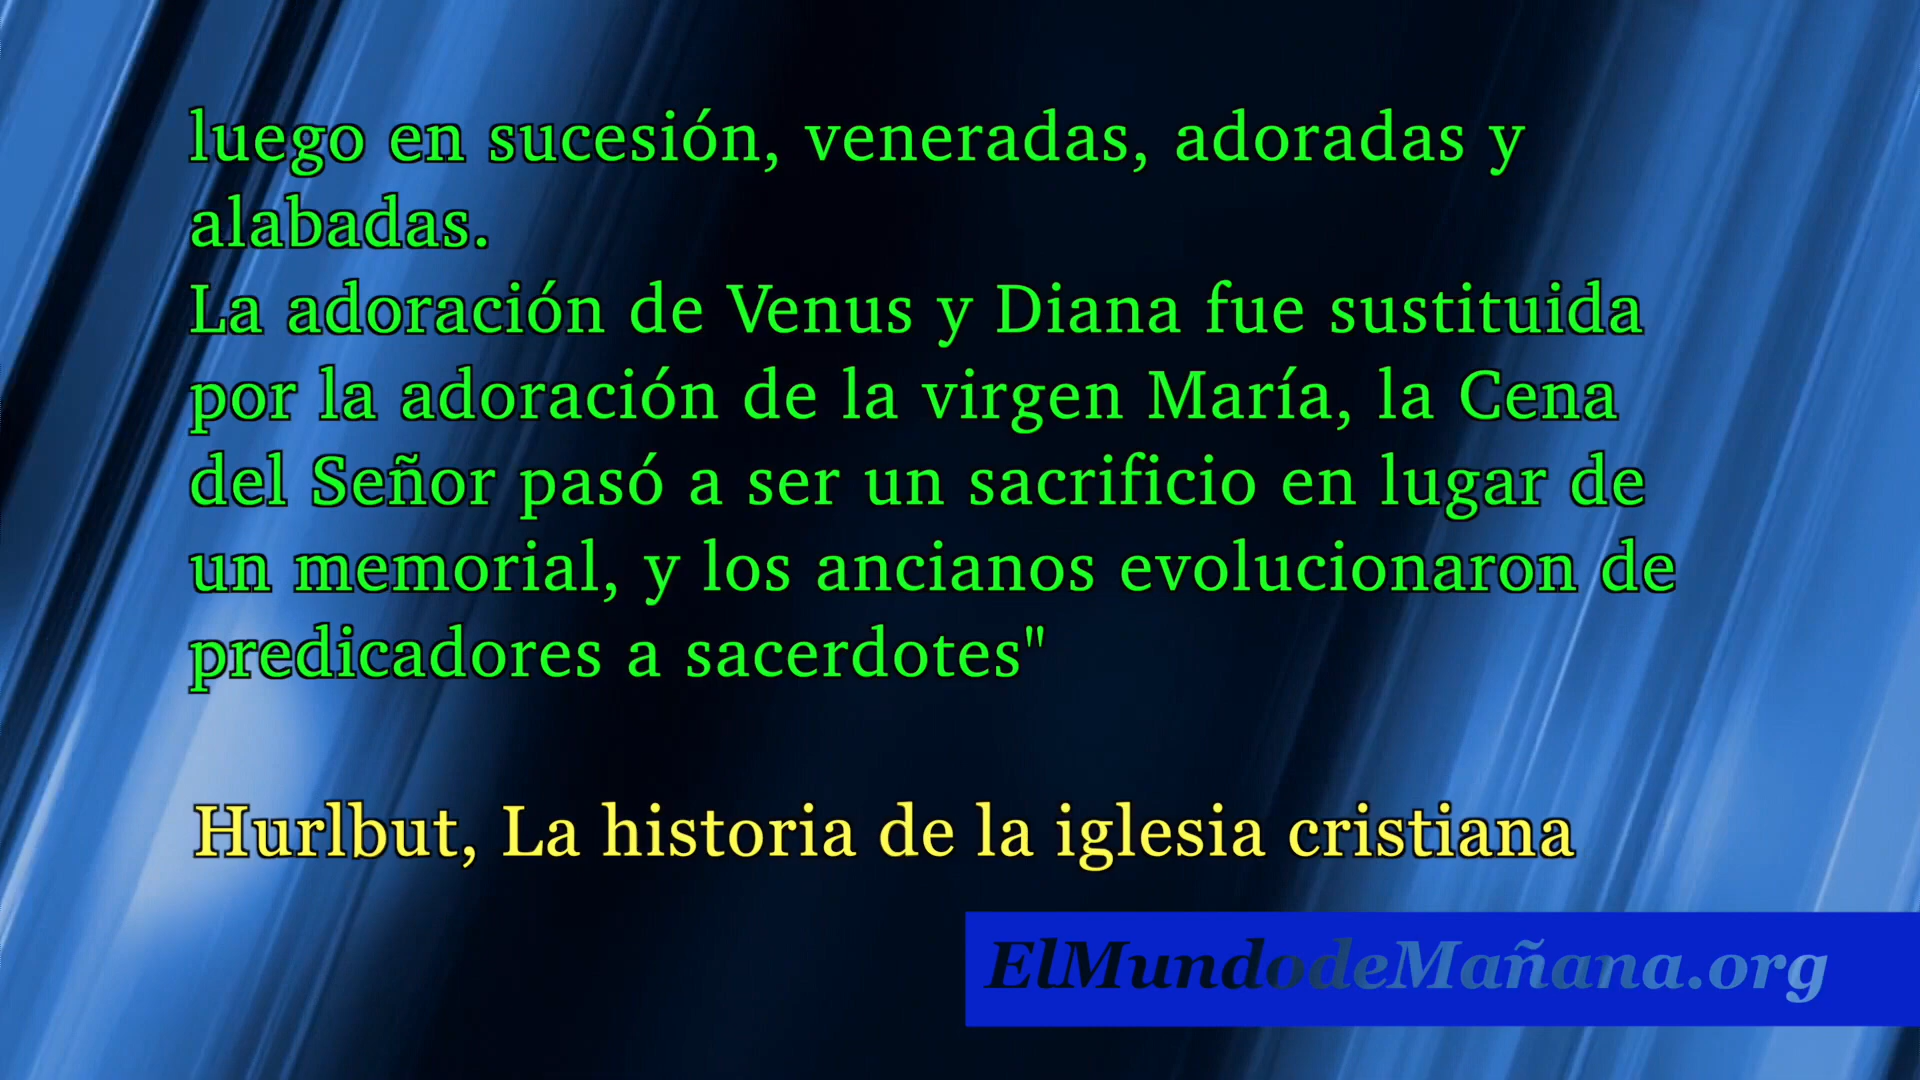 luego en sucesión, veneradas, adoradas y
alabadas.
La adoración de Venus y Diana fue sustituida
por la adoración de la virgen María, la Cena
del Señor pasó a ser un sacrificio en lugar de
un memorial, y los ancianos evolucionaron de
predicadores a sacerdotes"
Hurlbut, La historia de la iglesia cristiana
ElMundodeMañana.org